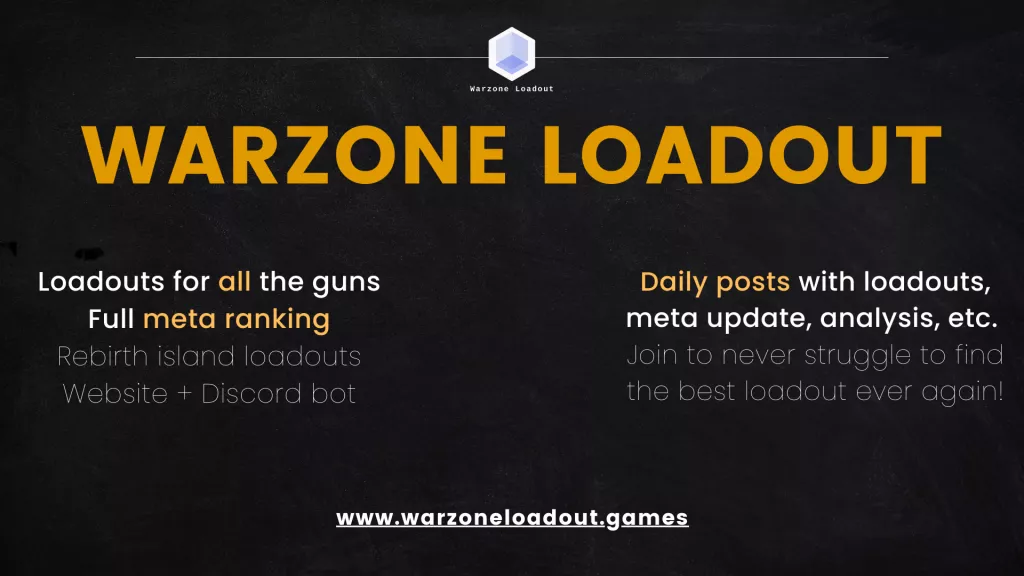 Warzone Loadout
WARZONE LOADOUT
Loadouts for all the guns
Full meta ranking
Rebirth island loadouts
Website + Discord bot
Daily posts with loadouts,
meta update, analysis, etc.
Join to never struggle to find
the best loadout ever again!
www.warzoneloadout.games